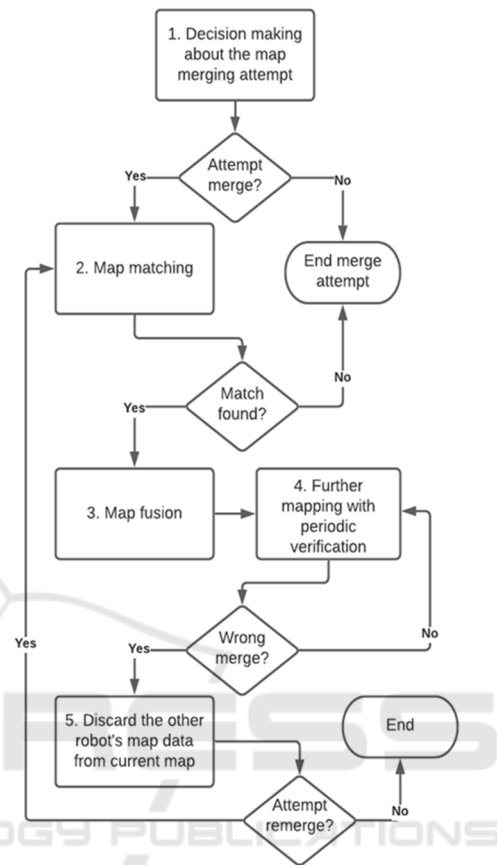 1. Decision making
about the map
merging attempt
Attempt
merge?
Yes
No
2. Map matching
End merge
attempt
Match
found?
No
Yes
3. Map fusion
4. Further
mapping with
periodic
verification
Wrong
merge?
No
Yes
Yes
5. Discard the other
robot's map data
from current map
End
Attempt
remerge?
No
PUBLICATIONS